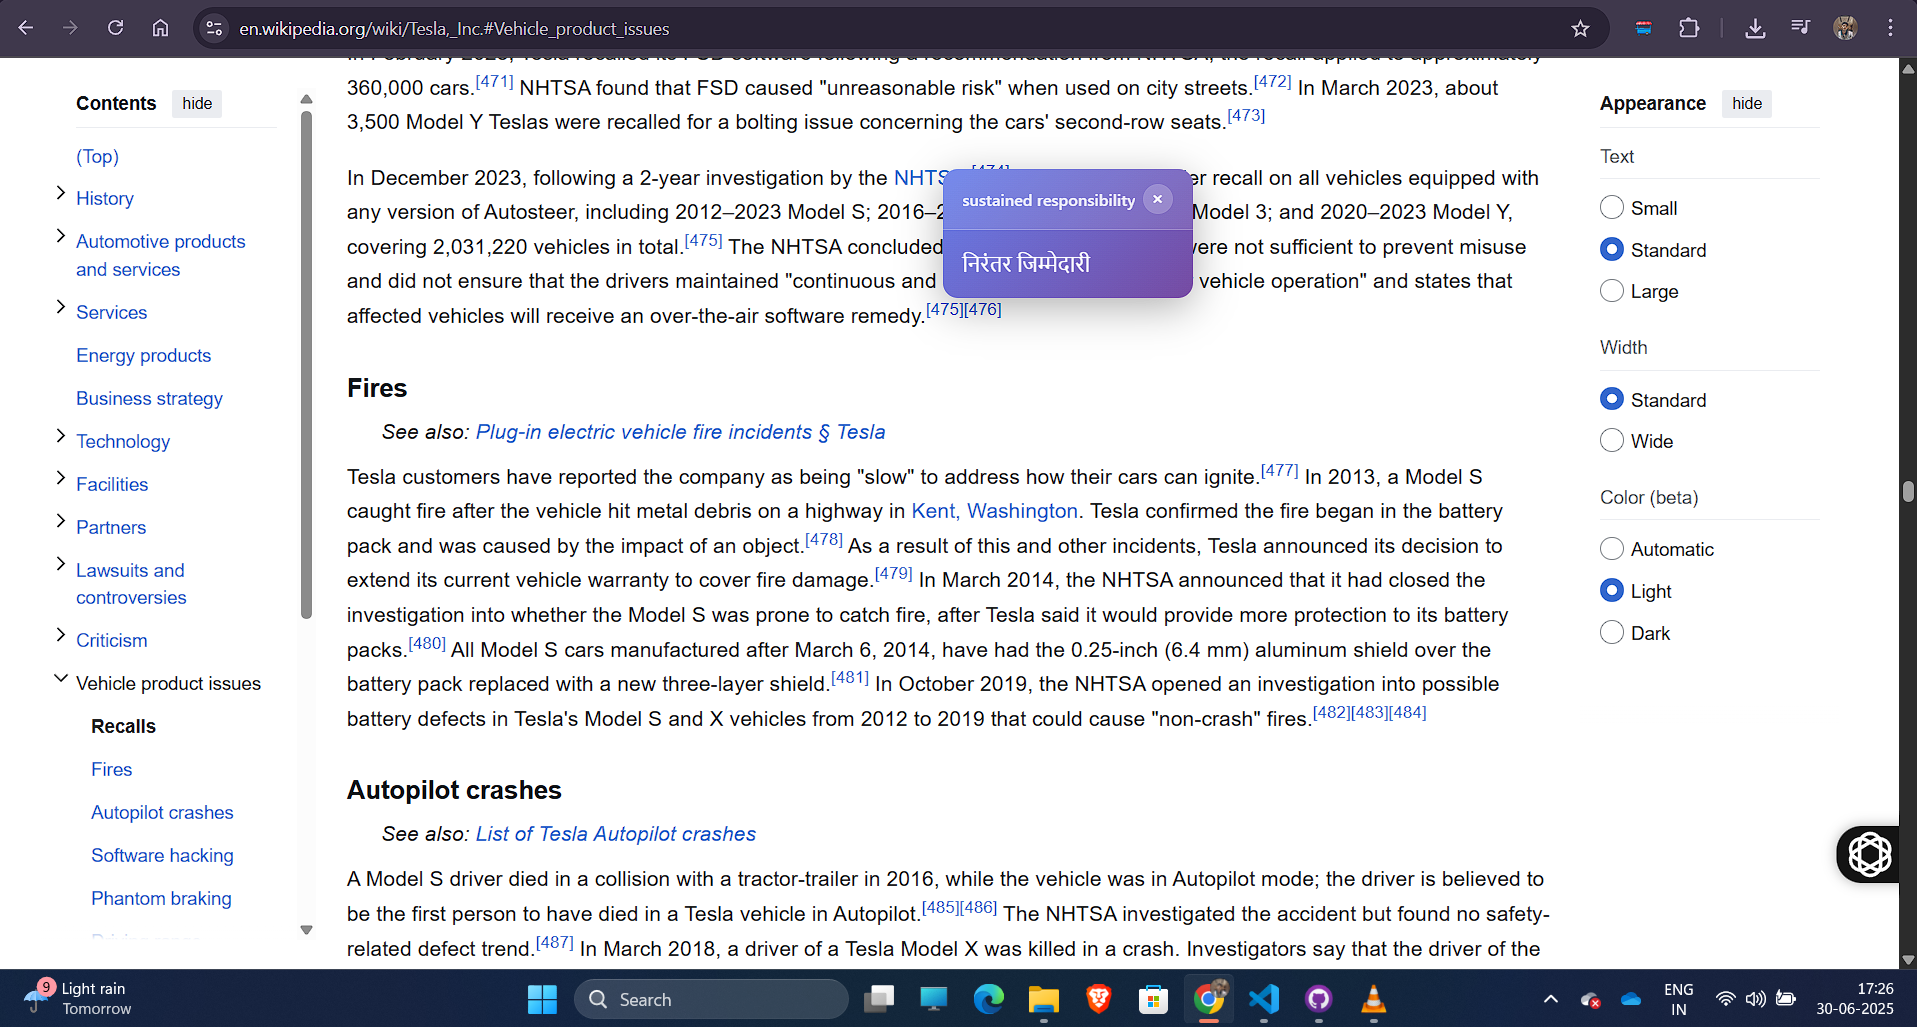 en.wikipedia.org/wiki/Tesla,_Inc.#Vehicle_product_issues
Contents hide
(Top)
History
Automotive products
and services
Services
Energy products
Business strategy
Technology
Facilities
Partners
Lawsuits and
controversies
Criticism
Vehicle product issues
Recalls
Fires
Autopilot crashes
Software hacking
Phantom braking
360,000 cars.[471] NHTSA found that FSD caused "unreasonable risk" when used on city streets.[472] In March 2023, about
3,500 Model Y Teslas were recalled for a bolting issue concerning the cars' second-row seats.[473]
In December 2023, following a 2-year investigation by the NHTS er recall on all vehicles equipped with
any version of Autosteer, including 2012–2023 Model S; 2016–2 Model 3; and 2020–2023 Model Y,
covering 2,031,220 vehicles in total.[475] The NHTSA concluded were not sufficient to prevent misuse
and did not ensure that the drivers maintained "continuous and vehicle operation" and states that
affected vehicles will receive an over-the-air software remedy.[475][476]
sustained responsibility ×
निरंतर जिम्मेदारी
Fires
See also: Plug-in electric vehicle fire incidents § Tesla
Tesla customers have reported the company as being "slow" to address how their cars can ignite.[477] In 2013, a Model S
caught fire after the vehicle hit metal debris on a highway in Kent, Washington. Tesla confirmed the fire began in the battery
pack and was caused by the impact of an object.[478] As a result of this and other incidents, Tesla announced its decision to
extend its current vehicle warranty to cover fire damage.[479] In March 2014, the NHTSA announced that it had closed the
investigation into whether the Model S was prone to catch fire, after Tesla said it would provide more protection to its battery
packs.[480] All Model S cars manufactured after March 6, 2014, have had the 0.25-inch (6.4 mm) aluminum shield over the
battery pack replaced with a new three-layer shield.[481] In October 2019, the NHTSA opened an investigation into possible
battery defects in Tesla's Model S and X vehicles from 2012 to 2019 that could cause "non-crash" fires.[482][483][484]
Autopilot crashes
See also: List of Tesla Autopilot crashes
A Model S driver died in a collision with a tractor-trailer in 2016, while the vehicle was in Autopilot mode; the driver is believed to
be the first person to have died in a Tesla vehicle in Autopilot.[485][486] The NHTSA investigated the accident but found no safety-
related defect trend.[487] In March 2018, a driver of a Tesla Model X was killed in a crash. Investigators say that the driver of the
Appearance hide
Text
Small
Standard
Large
Width
Standard
Wide
Color (beta)
Automatic
Light
Dark
9
Light rain
Tomorrow
Search
ENG
IN
17:26
30-06-2025